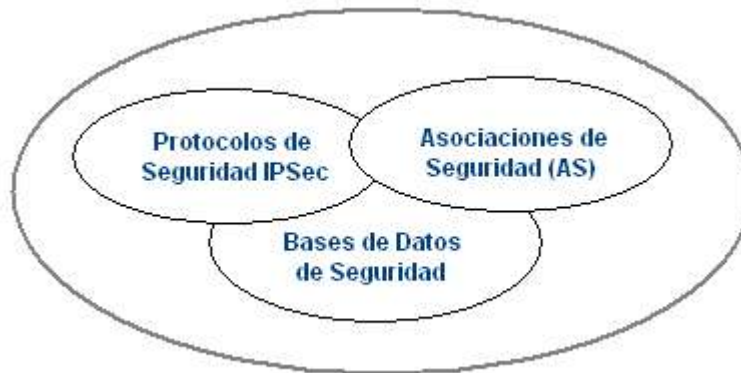 Protocolos de
Seguridad IPSec
Asociaciones de
Seguridad (AS)
Bases de Datos
de Seguridad